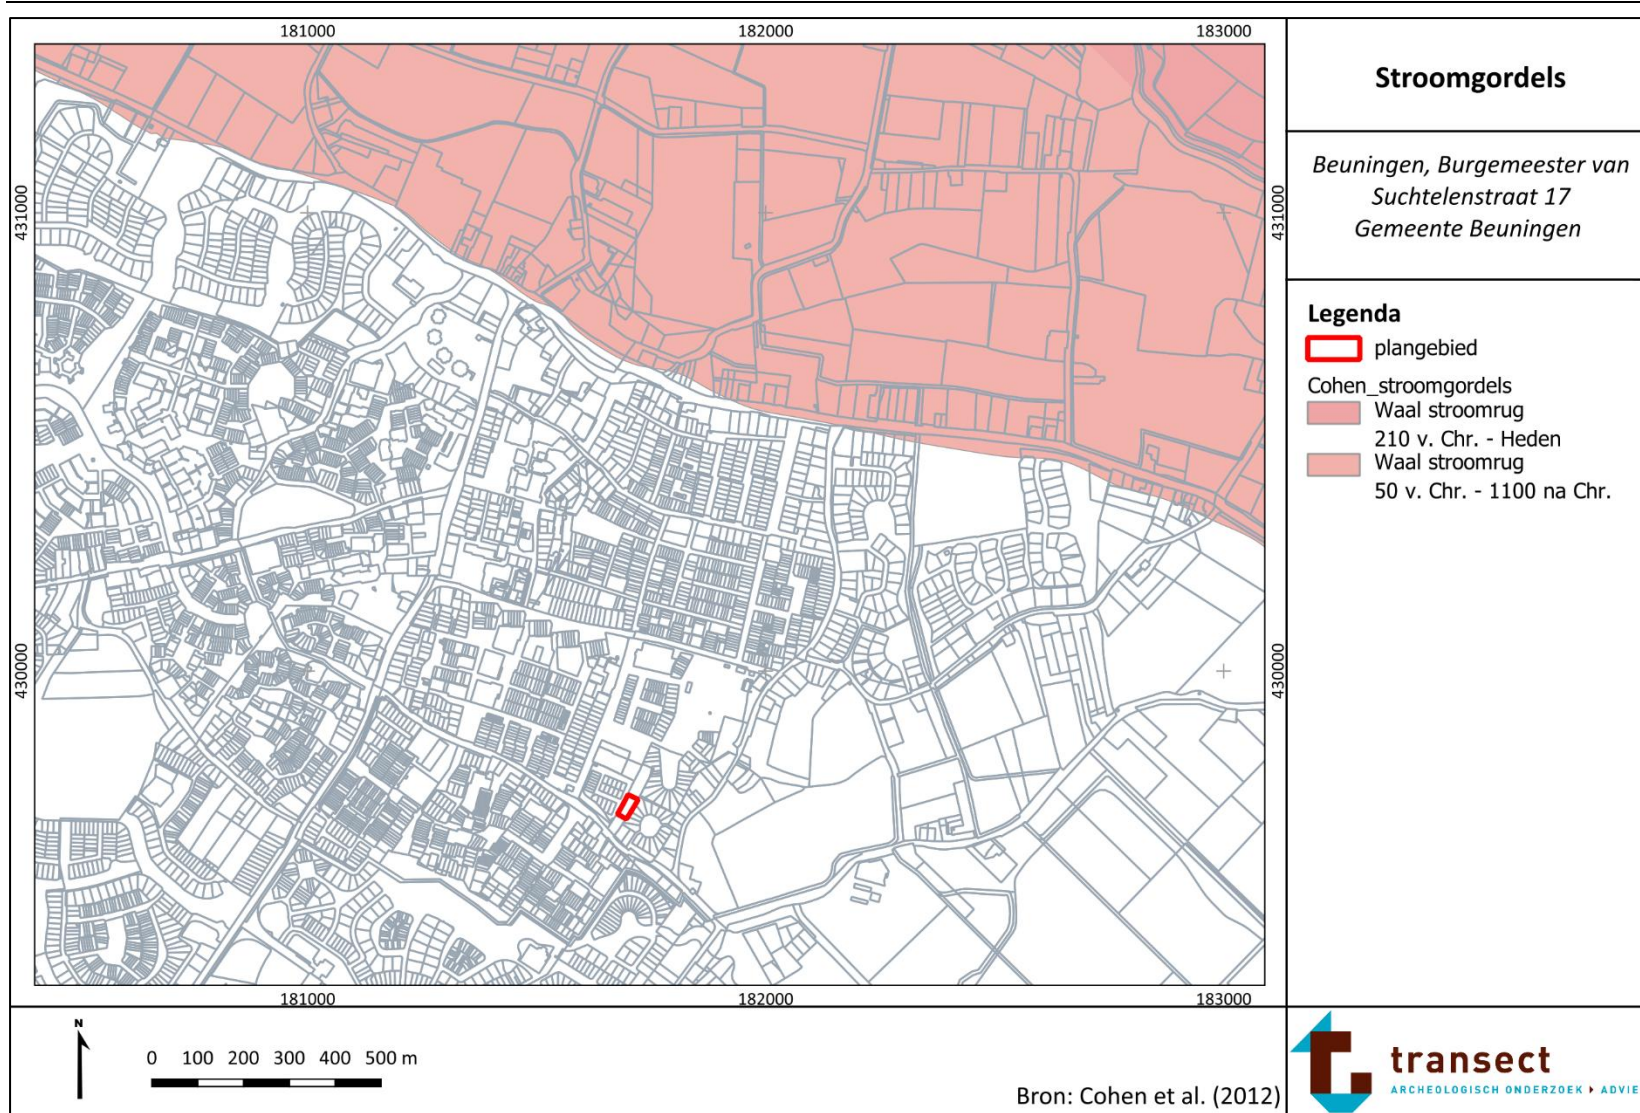 181000 182000 183000
431000 431000
430000 430000
181000 182000 183000
Stroomgordels
Beuningen, Burgemeester van
Suchtelenstraat 17
Gemeente Beuningen
Legenda
plangebied
Cohen_stroomgordels
Waal stroomrug
210 v. Chr. - Heden
Waal stroomrug
50 v. Chr. - 1100 na Chr.
N
0 100 200 300 400 500 m
Bron: Cohen et al. (2012)
transect
ARCHEOLOGISCH ONDERZOEK ADVIE